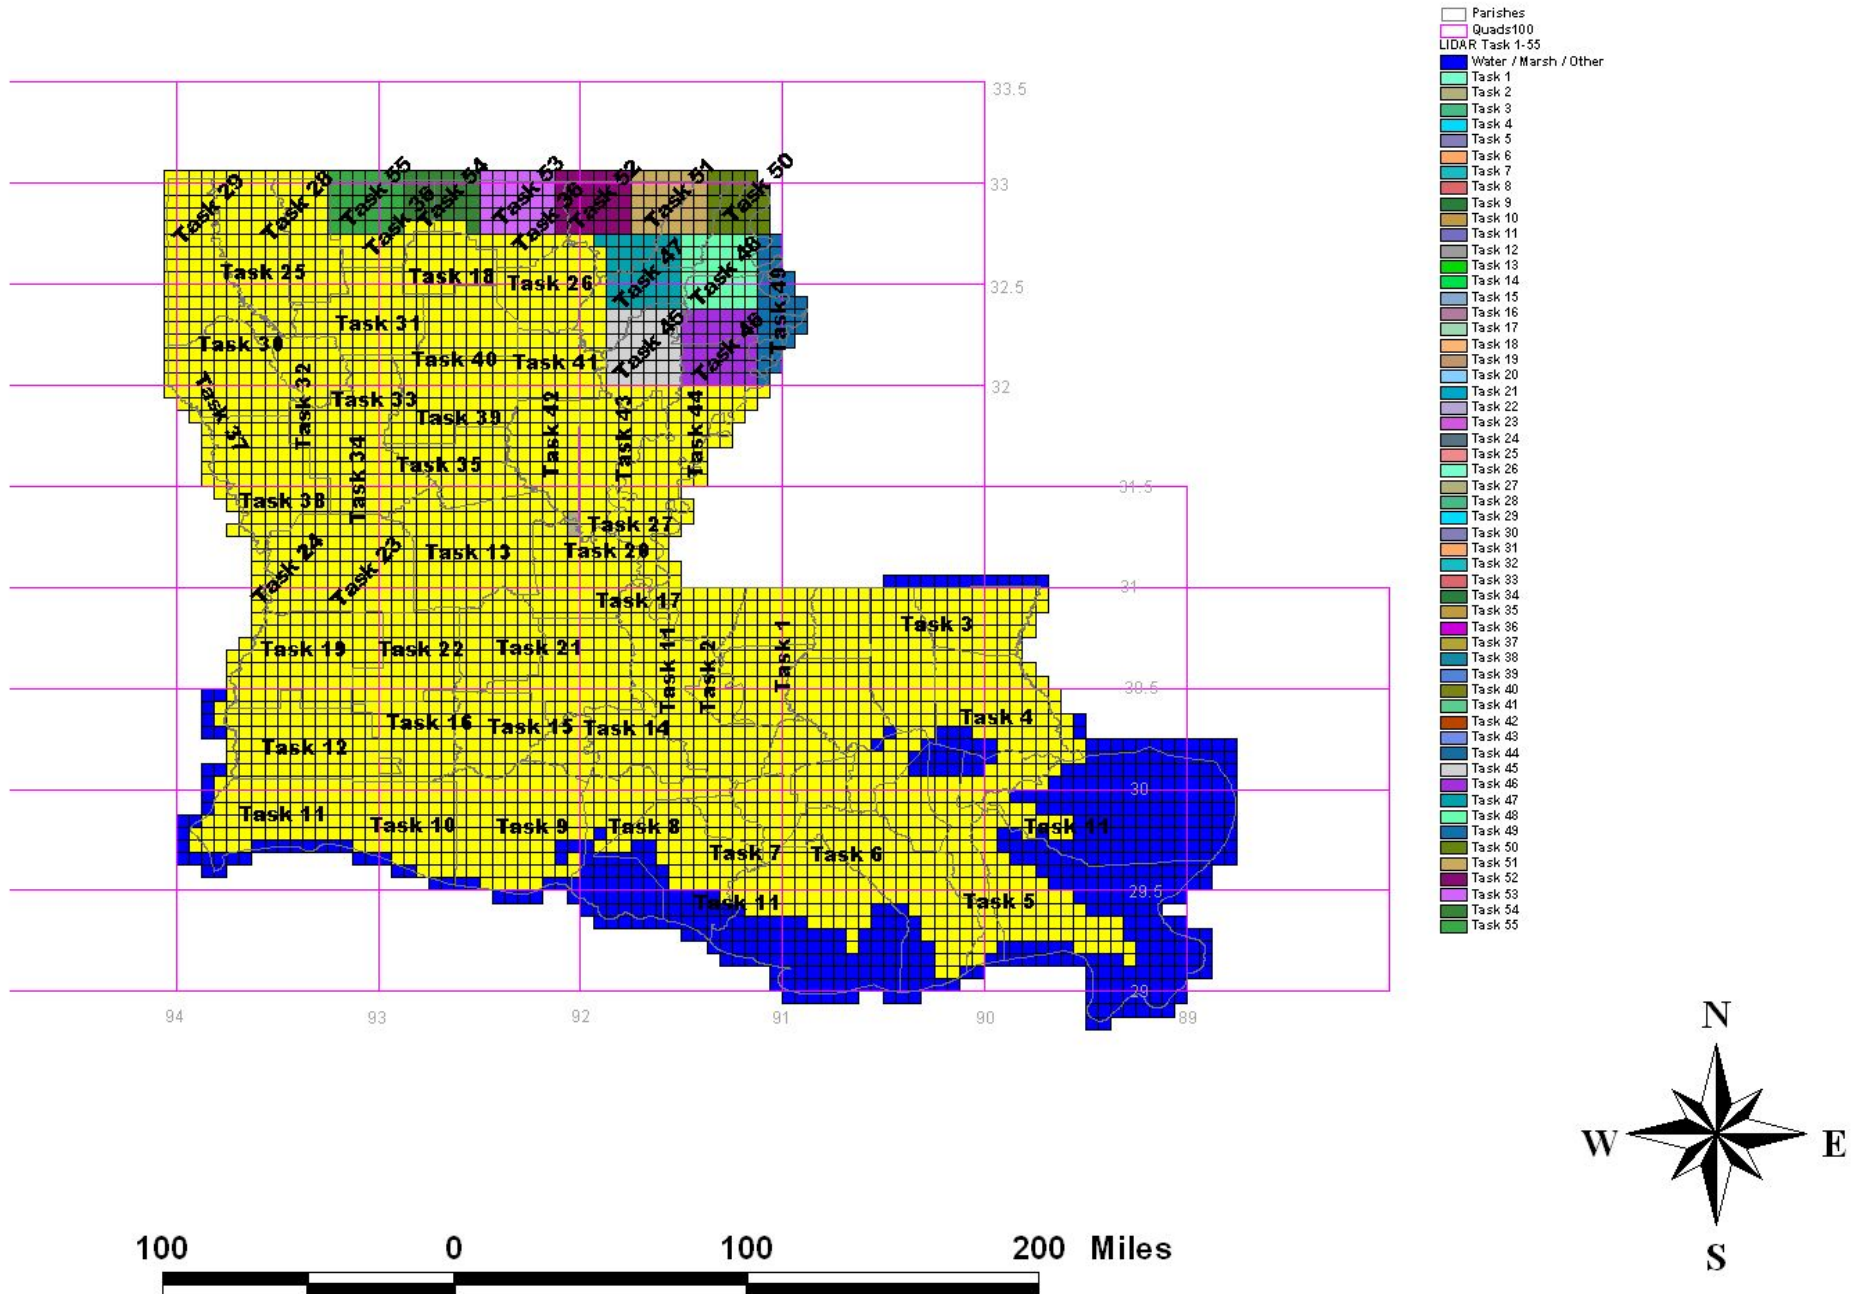 Parishes
Quads100
LIDAR Task 1-55
Water / Marsh / Other
Task 1
Task 2
Task 3
Task 4
Task 5
Task 6
Task 7
Task 8
Task 9
Task 10
Task 11
Task 12
Task 13
Task 14
Task 15
Task 16
Task 17
Task 18
Task 19
Task 20
Task 21
Task 22
Task 23
Task 24
Task 25
Task 26
Task 27
Task 28
Task 29
Task 30
Task 31
Task 32
Task 33
Task 34
Task 35
Task 36
Task 37
Task 38
Task 39
Task 40
Task 41
Task 42
Task 43
Task 44
Task 45
Task 46
Task 47
Task 48
Task 49
Task 50
Task 51
Task 52
Task 53
Task 54
Task 55
33.5
33
32.5
32
31.5
31
30.5
30
29.5
29
94
93
92
91
90
89
Task 29
Task 28
Task 55
Task 36
Task 54
Task 53
Task 36
Task 52
Task 51
Task 50
Task 25
Task 18
Task 26
Task 47
Task 48
Task 49
Task 31
Task 30
Task 40
Task 41
Task 45
Task 46
Task 37
Task 32
Task 33
Task 39
Task 42
Task 43
Task 44
Task 34
Task 35
Task 38
Task 27
Task 24
Task 23
Task 13
Task 20
Task 17
Task 3
Task 19
Task 22
Task 21
Task 11
Task 2
Task 1
Task 16
Task 15
Task 14
Task 4
Task 12
Task 11
Task 10
Task 9
Task 8
Task 11
Task 7
Task 6
Task 11
Task 5
N
W
E
S
100
0
100
200 Miles